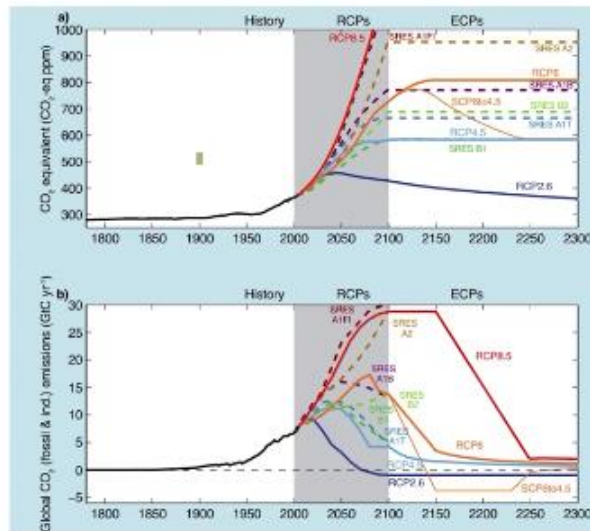 a) History RCPs ECPs
1000
900
800
700
600
500
400
300
CO₂ equivalent (CO₂-eq ppm)
RCP8.5
SRES A1FI
SRES A2
RCP6
SRES A1B
SCP6to4.5
SRES B2
SRES A1T
RCP4.5
SRES B1
RCP2.6
1800 1850 1900 1950 2000 2050 2100 2150 2200 2250 2300
b) History RCPs ECPs
30
25
20
15
10
5
0
−5
Global CO₂ (fossil & ind.) emissions (GtC yr⁻¹)
SRES
A1FI
SRES
A2
SRES
A1B
SRES
B2
A1T
RCP8.5
RCP6
RCP4.5
RCP2.6
SCP6to4.5
1800 1850 1900 1950 2000 2050 2100 2150 2200 2250 2300